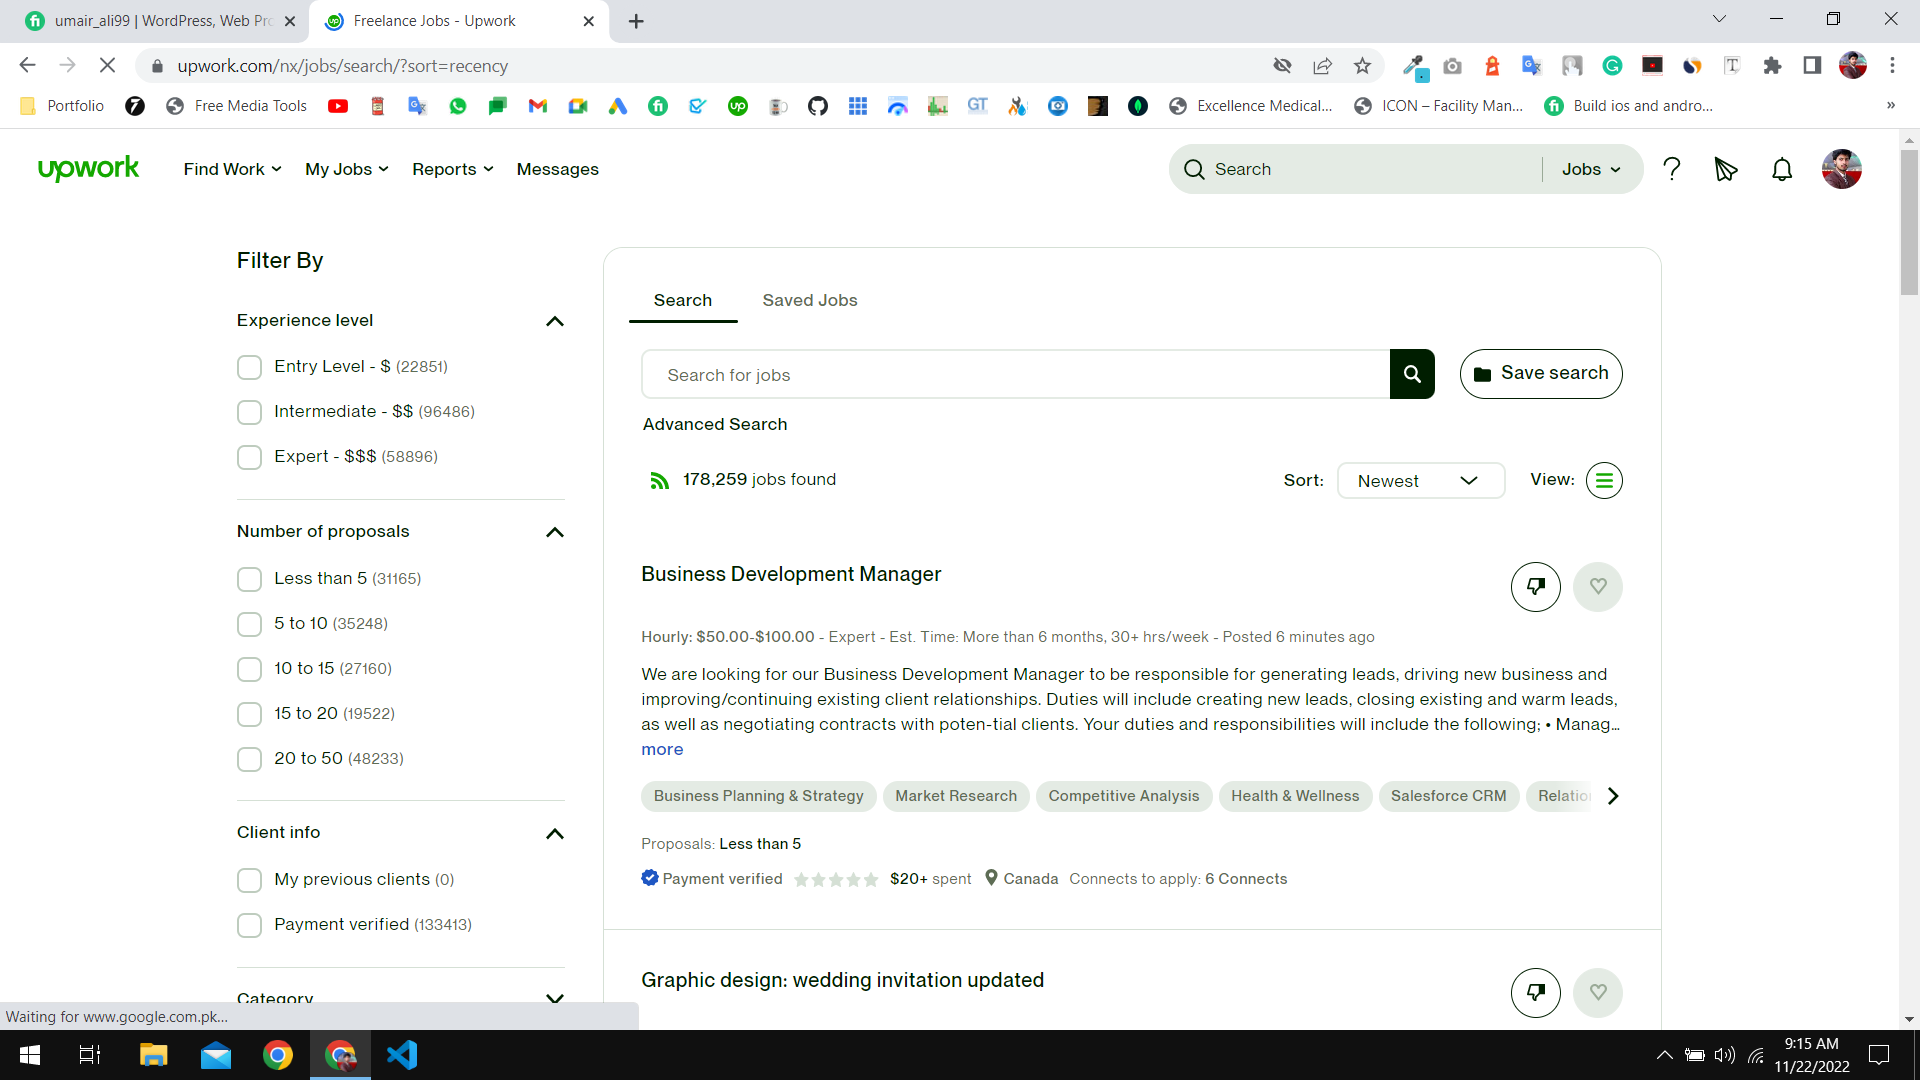 umair_ali99 | WordPress, Web Pro
Freelance Jobs - Upwork
upwork.com/nx/jobs/search/?sort=recency
Portfolio
Free Media Tools
Excellence Medical...
ICON – Facility Man...
Build ios and andro...
»
upwork
Find Work
My Jobs
Reports
Messages
Search
Jobs
Filter By
Experience level
Entry Level - $ (22851)
Intermediate - $$ (96486)
Expert - $$$ (58896)
Number of proposals
Less than 5 (31165)
5 to 10 (35248)
10 to 15 (27160)
15 to 20 (19522)
20 to 50 (48233)
Client info
My previous clients (0)
Payment verified (133413)
Category
Search
Saved Jobs
Search for jobs
Save search
Advanced Search
178,259 jobs found
Sort:
Newest
View:
Business Development Manager
Hourly: $50.00-$100.00 - Expert - Est. Time: More than 6 months, 30+ hrs/week - Posted 6 minutes ago
We are looking for our Business Development Manager to be responsible for generating leads, driving new business and
improving/continuing existing client relationships. Duties will include creating new leads, closing existing and warm leads,
as well as negotiating contracts with poten-tial clients. Your duties and responsibilities will include the following; • Manag...
more
Business Planning & Strategy
Market Research
Competitive Analysis
Health & Wellness
Salesforce CRM
Relatio
Proposals: Less than 5
Payment verified
$20+ spent
Canada
Connects to apply: 6 Connects
Graphic design: wedding invitation updated
Waiting for www.google.com.pk...
9:15 AM
11/22/2022